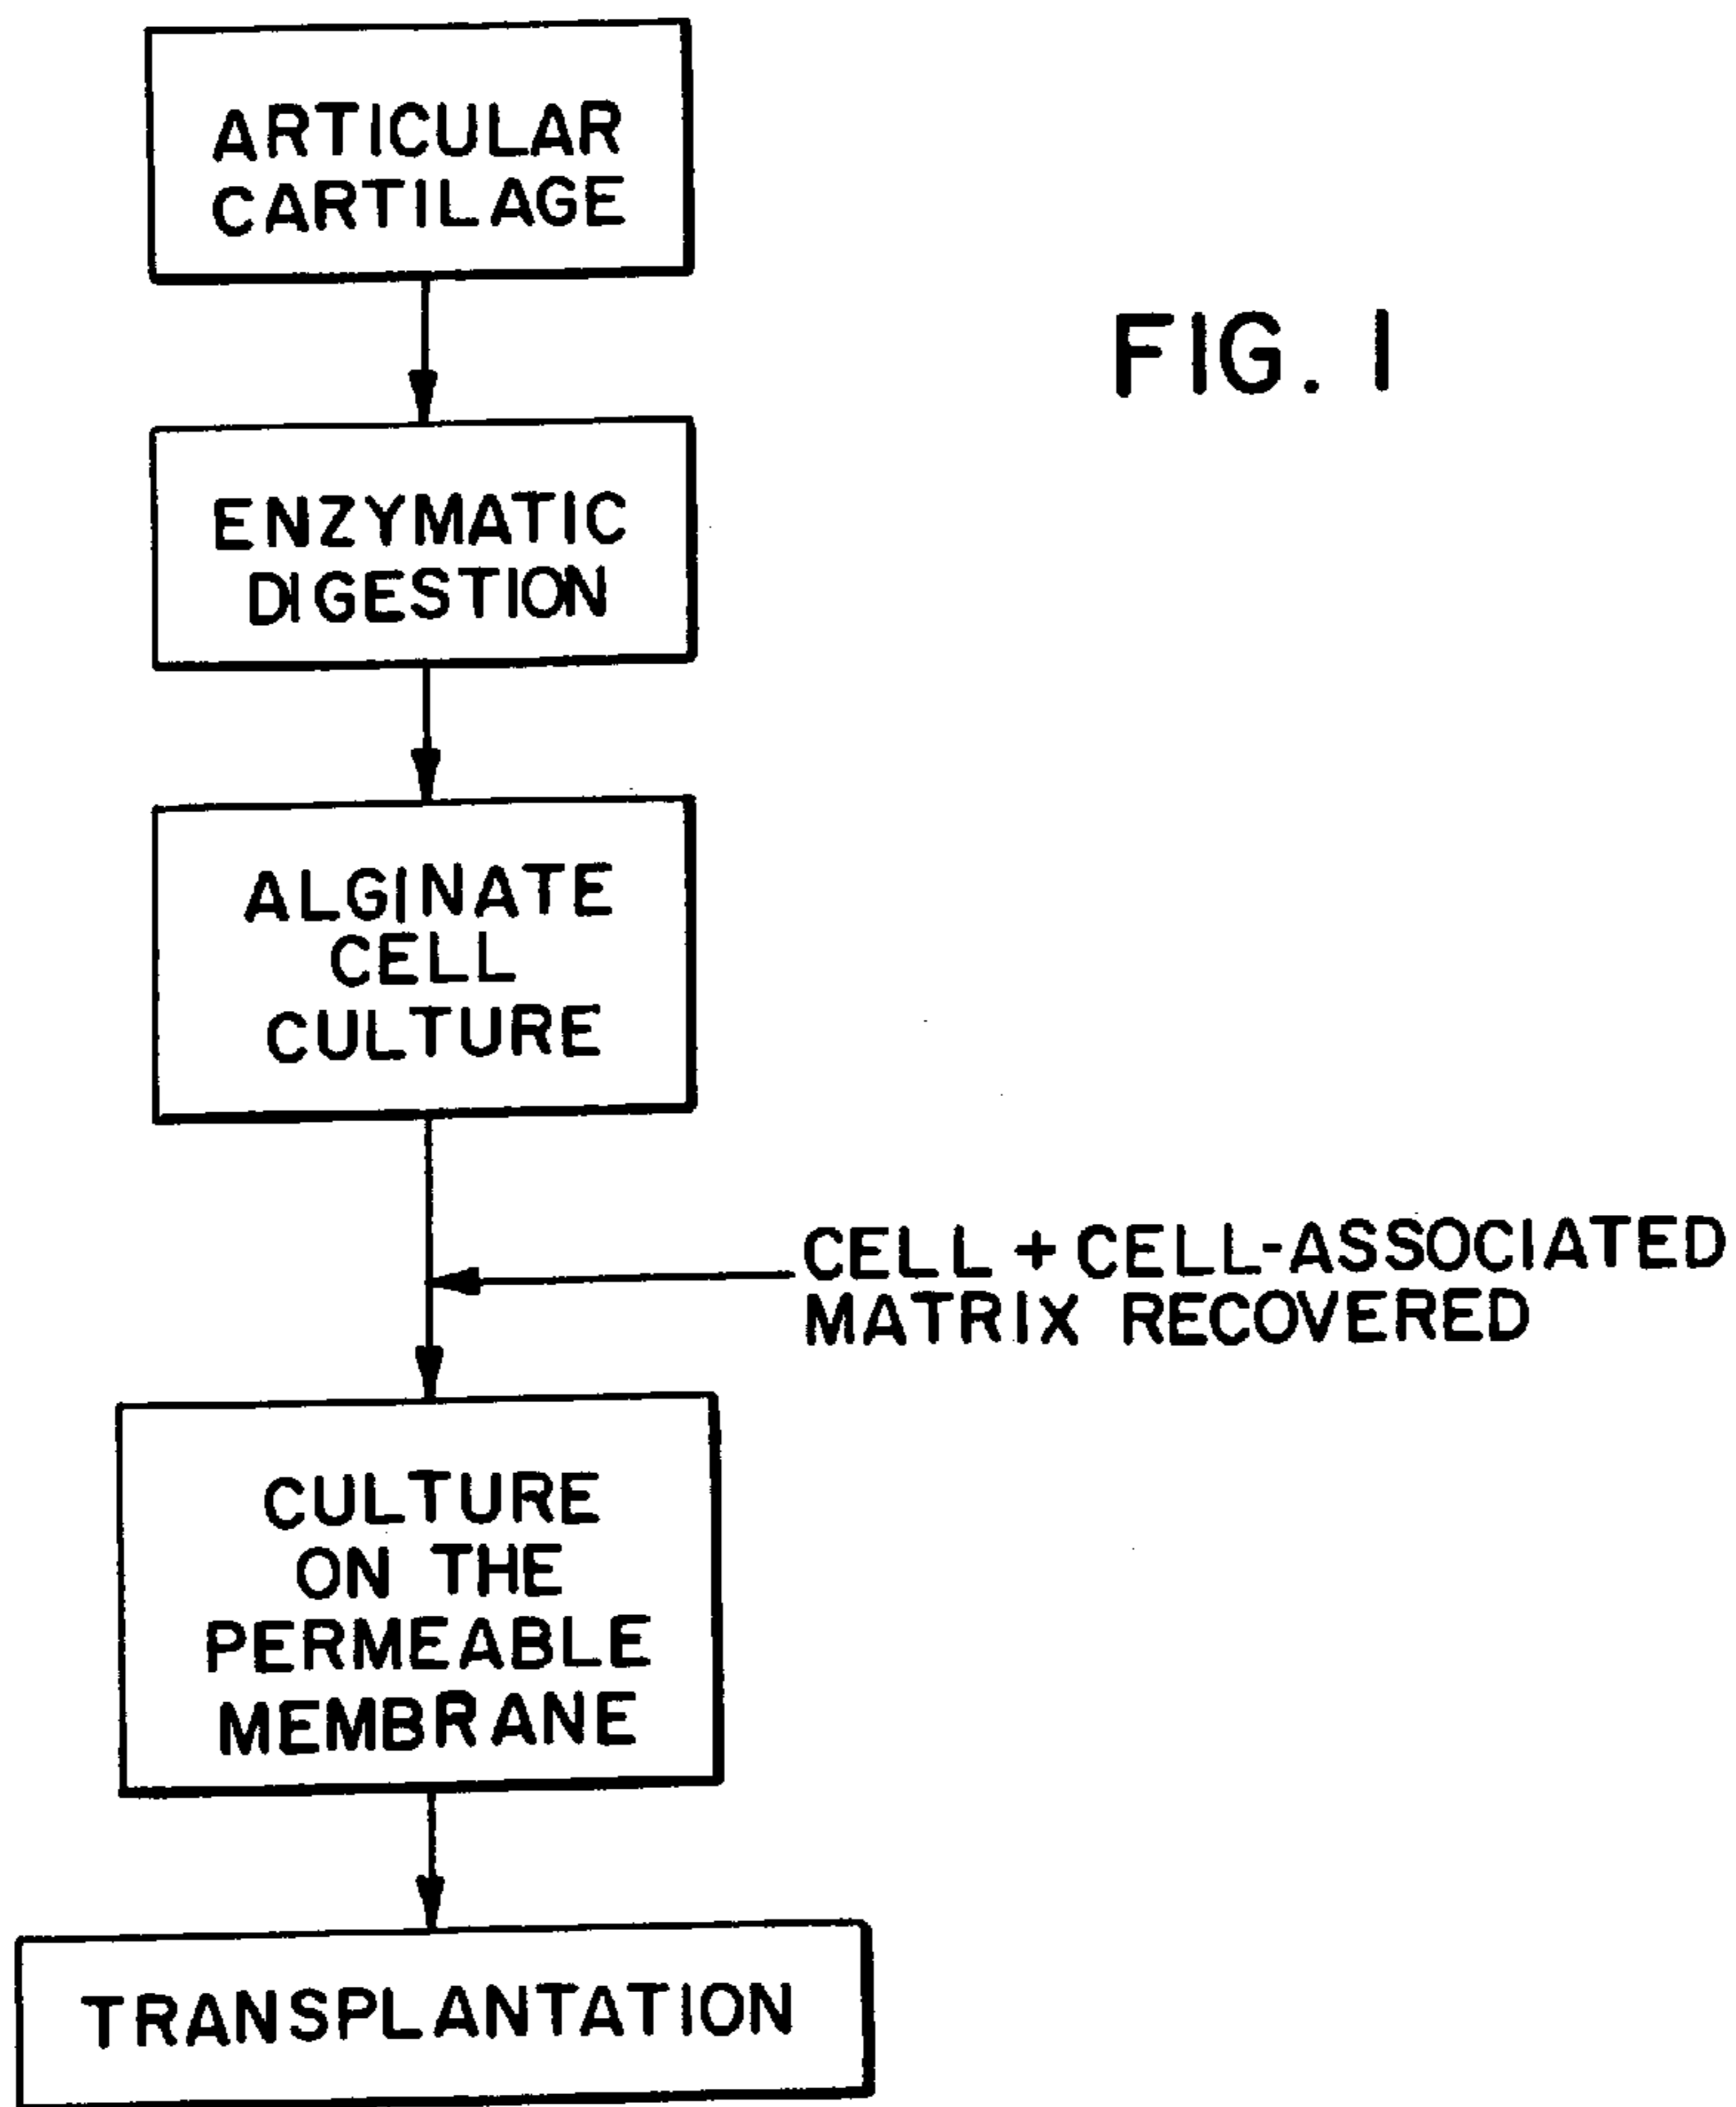 ARTICULAR
CARTILAGE
FIG. 1
ENZYMATIC
DIGESTION
ALGINATE
CELL
CULTURE
CELL + CELL-ASSOCIATED
MATRIX RECOVERED
CULTURE
ON THE
PERMEABLE
MEMBRANE
TRANSPLANTATION